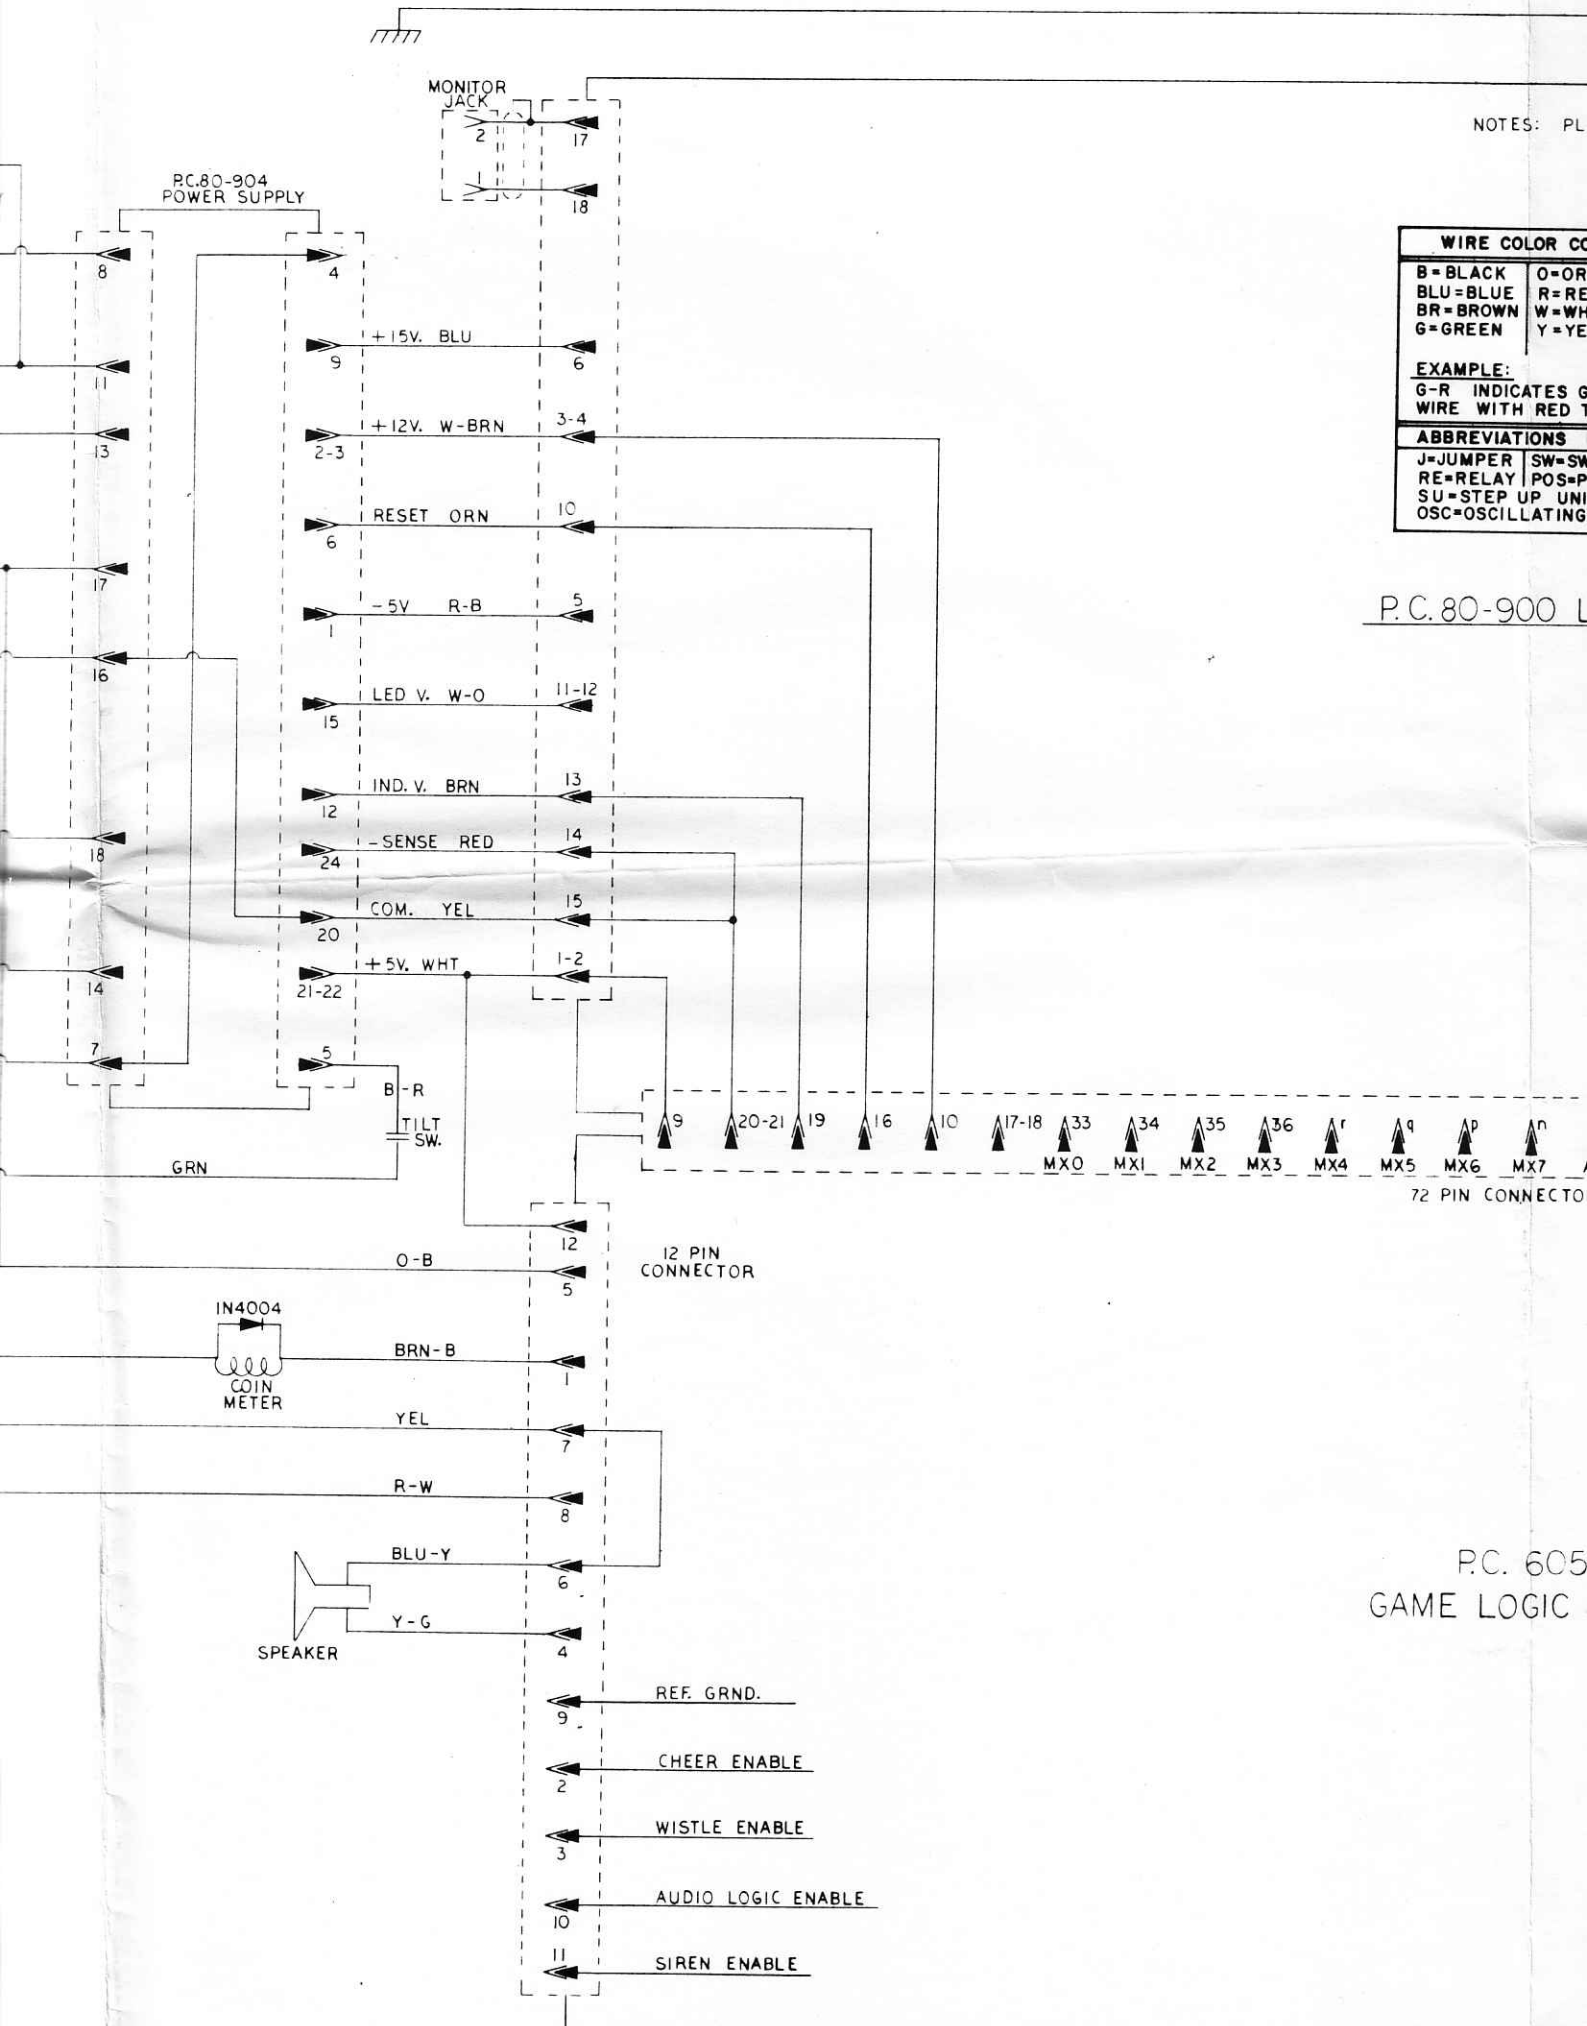 MONITOR
JACK
2
17
1
18
NOTES: PL
P.C.80-904
POWER SUPPLY
8
4
WIRE COLOR CO
B=BLACK O=OR
BLU=BLUE R=RE
BR=BROWN W=WH
G=GREEN Y=YE
EXAMPLE:
G-R INDICATES G
WIRE WITH RED T
ABBREVIATIONS
J=JUMPER SW=SW
RE=RELAY POS=P
SU=STEP UP UNI
OSC=OSCILLATING
+15V. BLU
9
6
11
+12V. W-BRN
3-4
2-3
13
RESET ORN
10
6
17
-5V R-B
5
1
P.C.80-900 L
16
LED V. W-O
11-12
15
IND. V. BRN
13
12
-SENSE RED
14
24
18
COM. YEL
15
20
+5V. WHT
1-2
21-22
14
7
5
B-R
TILT
SW.
GRN
9 20-21 19 16 10 17-18 33 34 35 36 r q p n
MX0 MX1 MX2 MX3 MX4 MX5 MX6 MX7
72 PIN CONNECTO
12
12 PIN
CONNECTOR
O-B
5
IN4004
BRN-B
1
COIN
METER
YEL
7
R-W
8
BLU-Y
6
Y-G
4
SPEAKER
P.C. 605
GAME LOGIC
REF. GRND.
9
CHEER ENABLE
2
WISTLE ENABLE
3
AUDIO LOGIC ENABLE
10
11
SIREN ENABLE